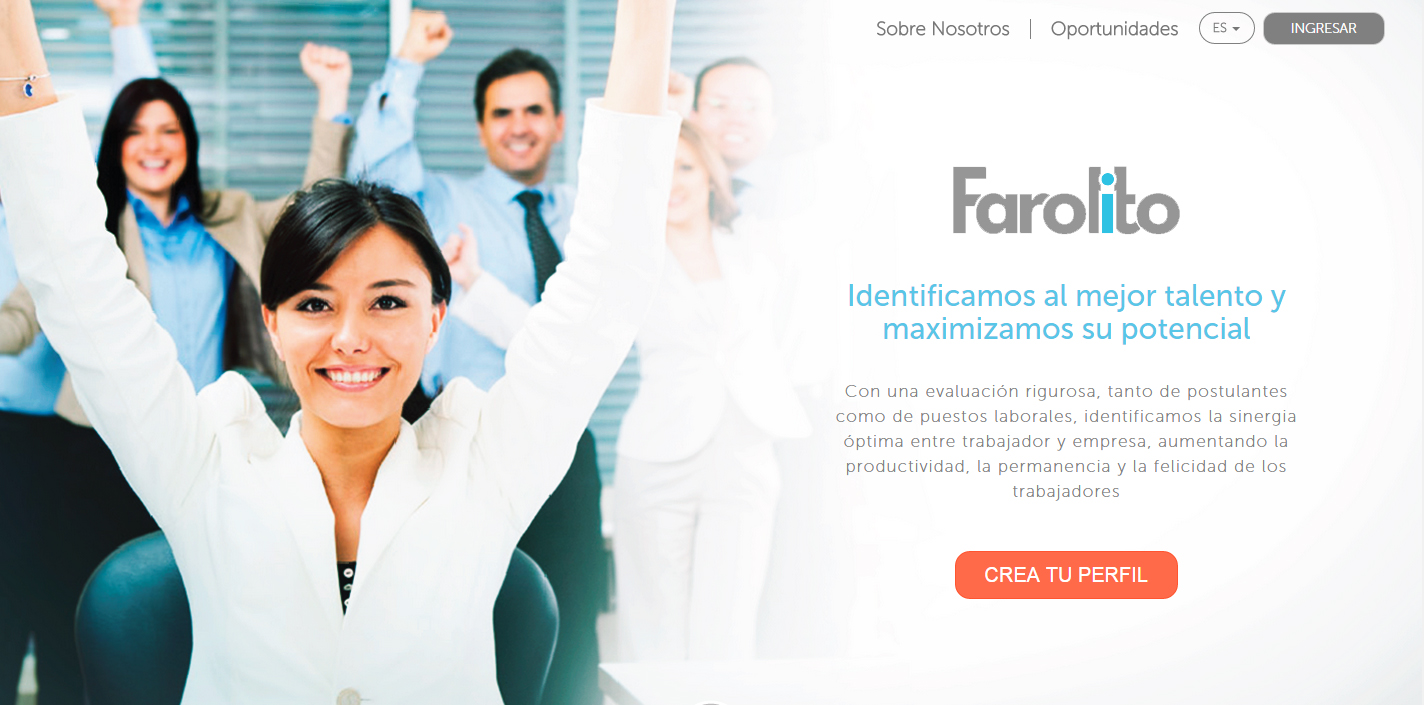 Sobre Nosotros | Oportunidades ES INGRESAR
Farolito
Identificamos al mejor talento y
maximizamos su potencial
Con una evaluación rigurosa, tanto de postulantes
como de puestos laborales, identificamos la sinergia
óptima entre trabajador y empresa, aumentando la
productividad, la permanencia y la felicidad de los
trabajadores
CREA TU PERFIL